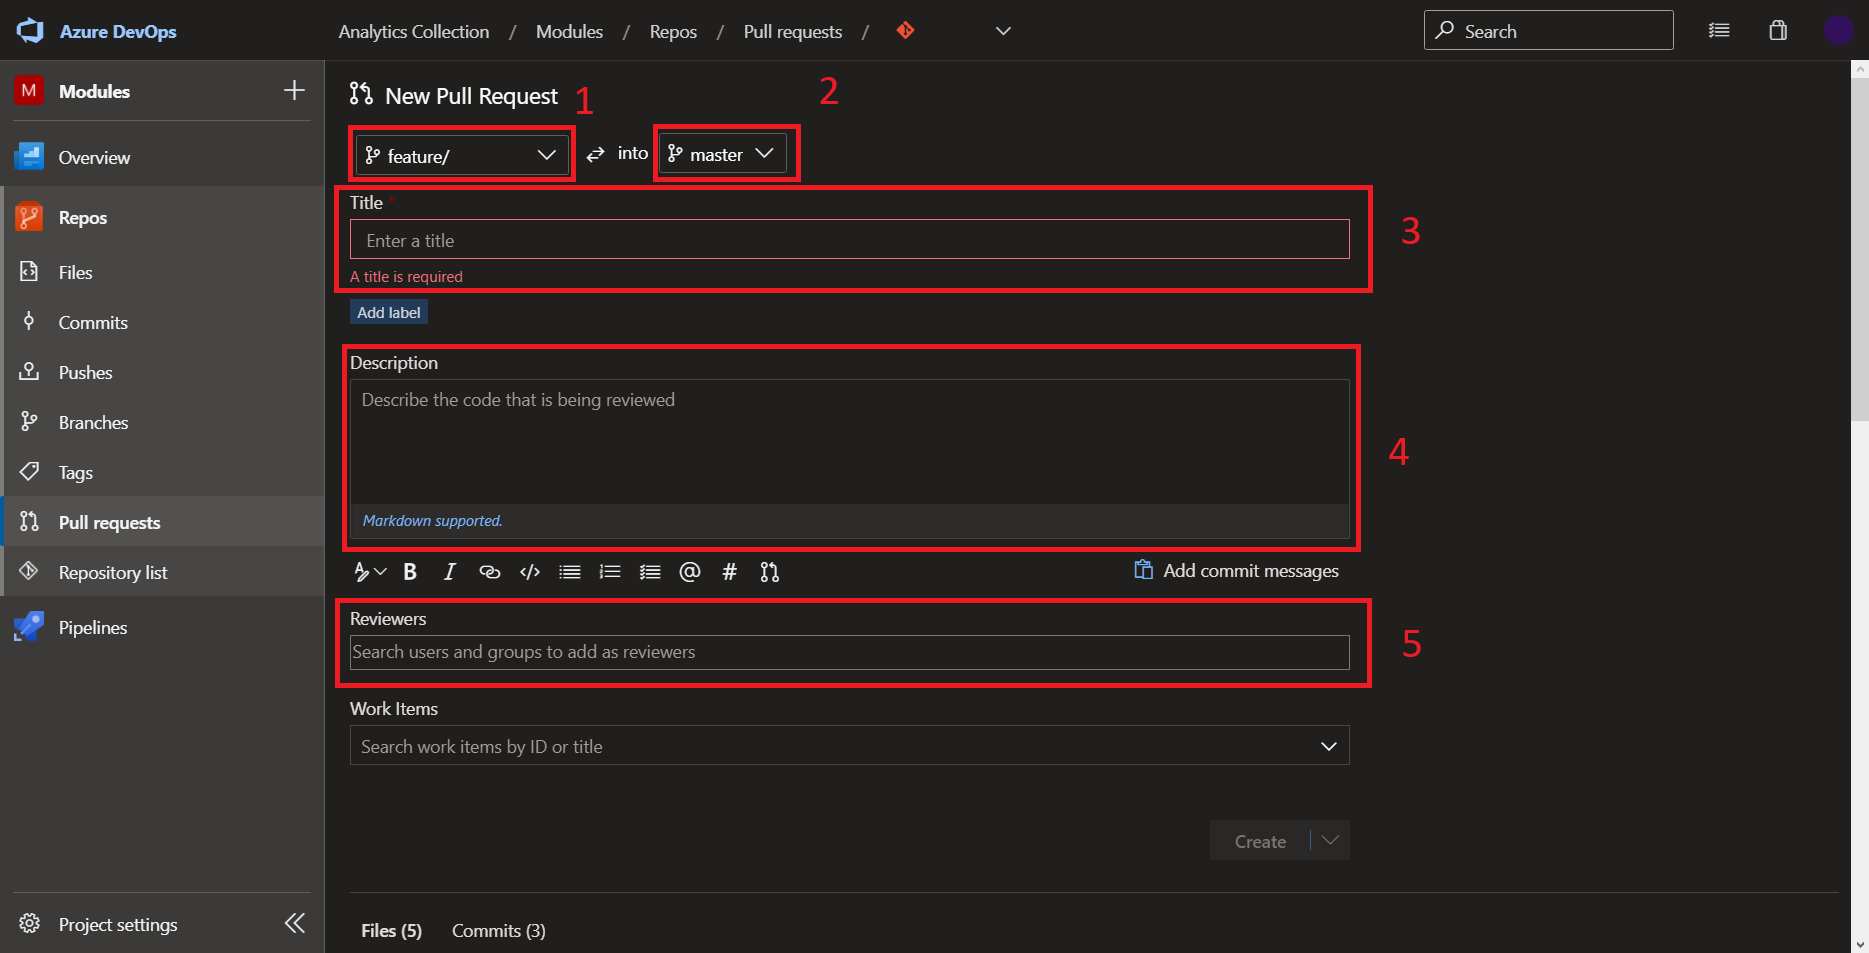 Azure DevOps
Analytics Collection / Modules / Repos / Pull requests /
Search
M Modules
Overview
Repos
Files
Commits
Pushes
Branches
Tags
Pull requests
Repository list
Pipelines
Project settings
New Pull Request 1 2
feature/ into master
Title *
Enter a title
A title is required
3
Add label
Description
Describe the code that is being reviewed
Markdown supported.
4
B I </> @ # Add commit messages
Reviewers
Search users and groups to add as reviewers
5
Work Items
Search work items by ID or title
Create
Files (5) Commits (3)